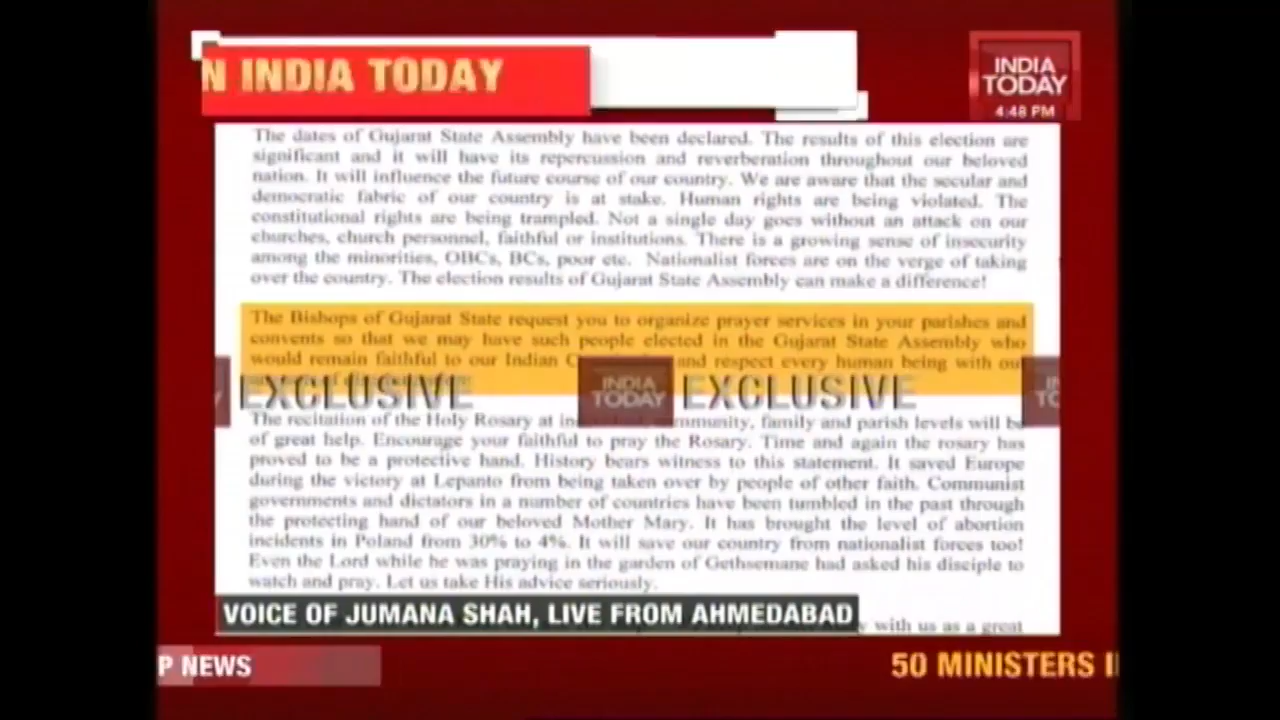 N INDIA TODAY
INDIA
TODAY
4:48 PM
The dates of Gujarat State Assembly have been declared. The results of this election are
significant and it will have its repercussion and reverberation throughout our beloved
nation. It will influence the future course of our country. We are aware that the secular and
democratic fabric of our country is at stake. Human rights are being violated. The
constitutional rights are being trampled. Not a single day goes without an attack on our
churches, church personnel, faithful or institutions. There is a growing sense of insecurity
among the minorities, OBCs, BCs, poor etc. Nationalist forces are on the verge of taking
over the country. The election results of Gujarat State Assembly can make a difference!
The Bishops of Gujarat State request you to organize prayer services in your parishes and
convents so that we may have such people elected in the Gujarat State Assembly who
would remain faithful to our Indian and respect every human being with our
EXCLUSIVE
INDIA
TODAY
EXCLUSIVE
The recitation of the Holy Rosary at family and parish levels will be
of great help. Encourage your faithful to pray the Rosary. Time and again the rosary has
proved to be a protective hand. History bears witness to this statement. It saved Europe
during the victory at Lepanto from being taken over by people of other faith. Communist
governments and dictators in a number of countries have been tumbled in the past through
the protecting hand of our beloved Mother Mary. It has brought the level of abortion
incidents in Poland from 30% to 4%. It will save our country from nationalist forces too!
Even the Lord while he was praying in the garden of Gethsemane had asked his disciple to
watch and pray. Let us take His advice seriously.
with us as a great
VOICE OF JUMANA SHAH, LIVE FROM AHMEDABAD
P NEWS
50 MINISTERS